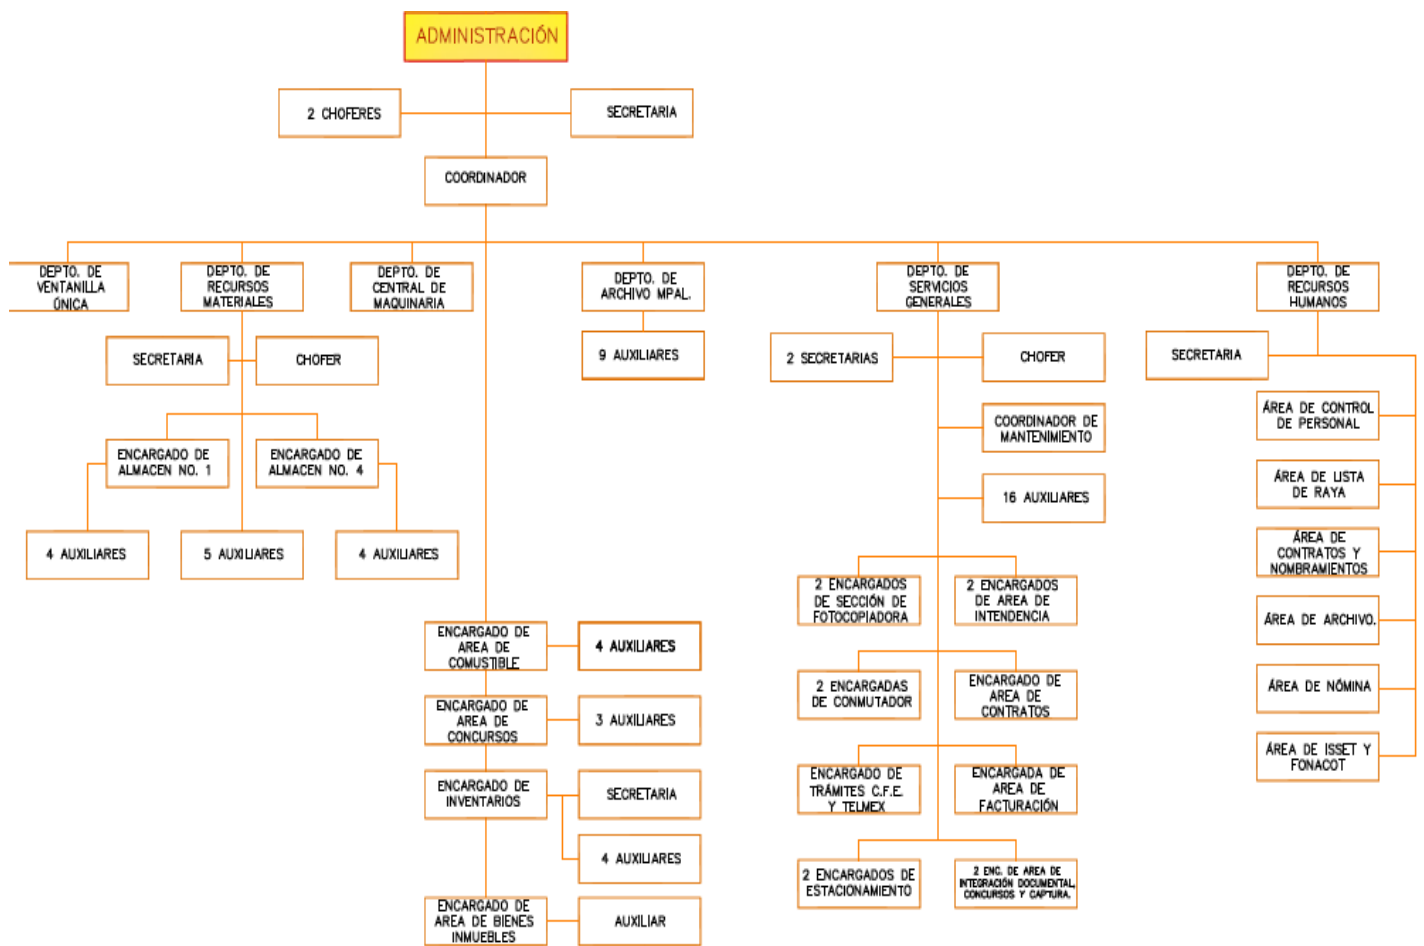 ADMINISTRACIÓN
2 CHOFERES
SECRETARIA
COORDINADOR
DEPTO. DE
VENTANILLA
ÚNICA
DEPTO. DE
RECURSOS
MATERIALES
DEPTO. DE
CENTRAL DE
MAQUINARIA
DEPTO. DE
ARCHIVO MPAL.
DEPTO. DE
SERVICIOS
GENERALES
DEPTO. DE
RECURSOS
HUMANOS
SECRETARIA
CHOFER
9 AUXILIARES
2 SECRETARIAS
CHOFER
SECRETARIA
ENCARGADO DE
ALMACEN NO. 1
ENCARGADO DE
ALMACEN NO. 4
COORDINADOR DE
MANTENIMIENTO
ÁREA DE CONTROL
DE PERSONAL
4 AUXILIARES
5 AUXILIARES
4 AUXILIARES
16 AUXILIARES
ÁREA DE LISTA
DE RAYA
ÁREA DE
CONTRATOS Y
NOMBRAMIENTOS
2 ENCARGADOS
DE SECCIÓN DE
FOTOCOPIADORA
2 ENCARGADOS
DE AREA DE
INTENDENCIA
ÁREA DE ARCHIVO.
ENCARGADO DE
AREA DE
COMUSTIBLE
4 AUXILIARES
2 ENCARGADAS
DE CONMUTADOR
ENCARGADO DE
AREA DE
CONTRATOS
ÁREA DE NÓMINA
ENCARGADO DE
AREA DE
CONCURSOS
3 AUXILIARES
ENCARGADO DE
TRÁMITES C.F.E.
Y TELMEX
ENCARGADA DE
AREA DE
FACTURACIÓN
ÁREA DE ISSET Y
FONACOT
ENCARGADO DE
INVENTARIOS
SECRETARIA
4 AUXILIARES
2 ENCARGADOS DE
ESTACIONAMIENTO
2 ENC. DE AREA DE
INTEGRACIÓN DOCUMENTAL,
CONCURSOS Y CAPTURA.
ENCARGADO DE
AREA DE BIENES
INMUEBLES
AUXILIAR